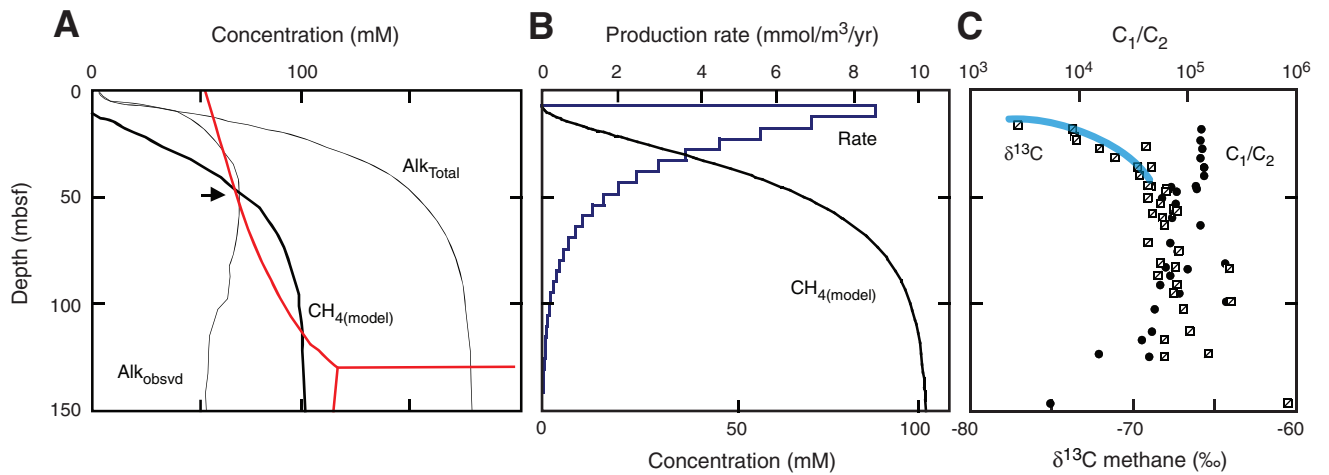 A
Concentration (mM)
0 100
0
50
100
150
Depth (mbsf)
AlkTotal
CH4(model)
Alkobsvd
B
Production rate (mmol/m3/yr)
0 2 4 6 8 10
Rate
CH4(model)
0 50 100
Concentration (mM)
C
C1/C2
103 104 105 106
δ13C
C1/C2
-80 -70 -60
δ13C methane (‰)